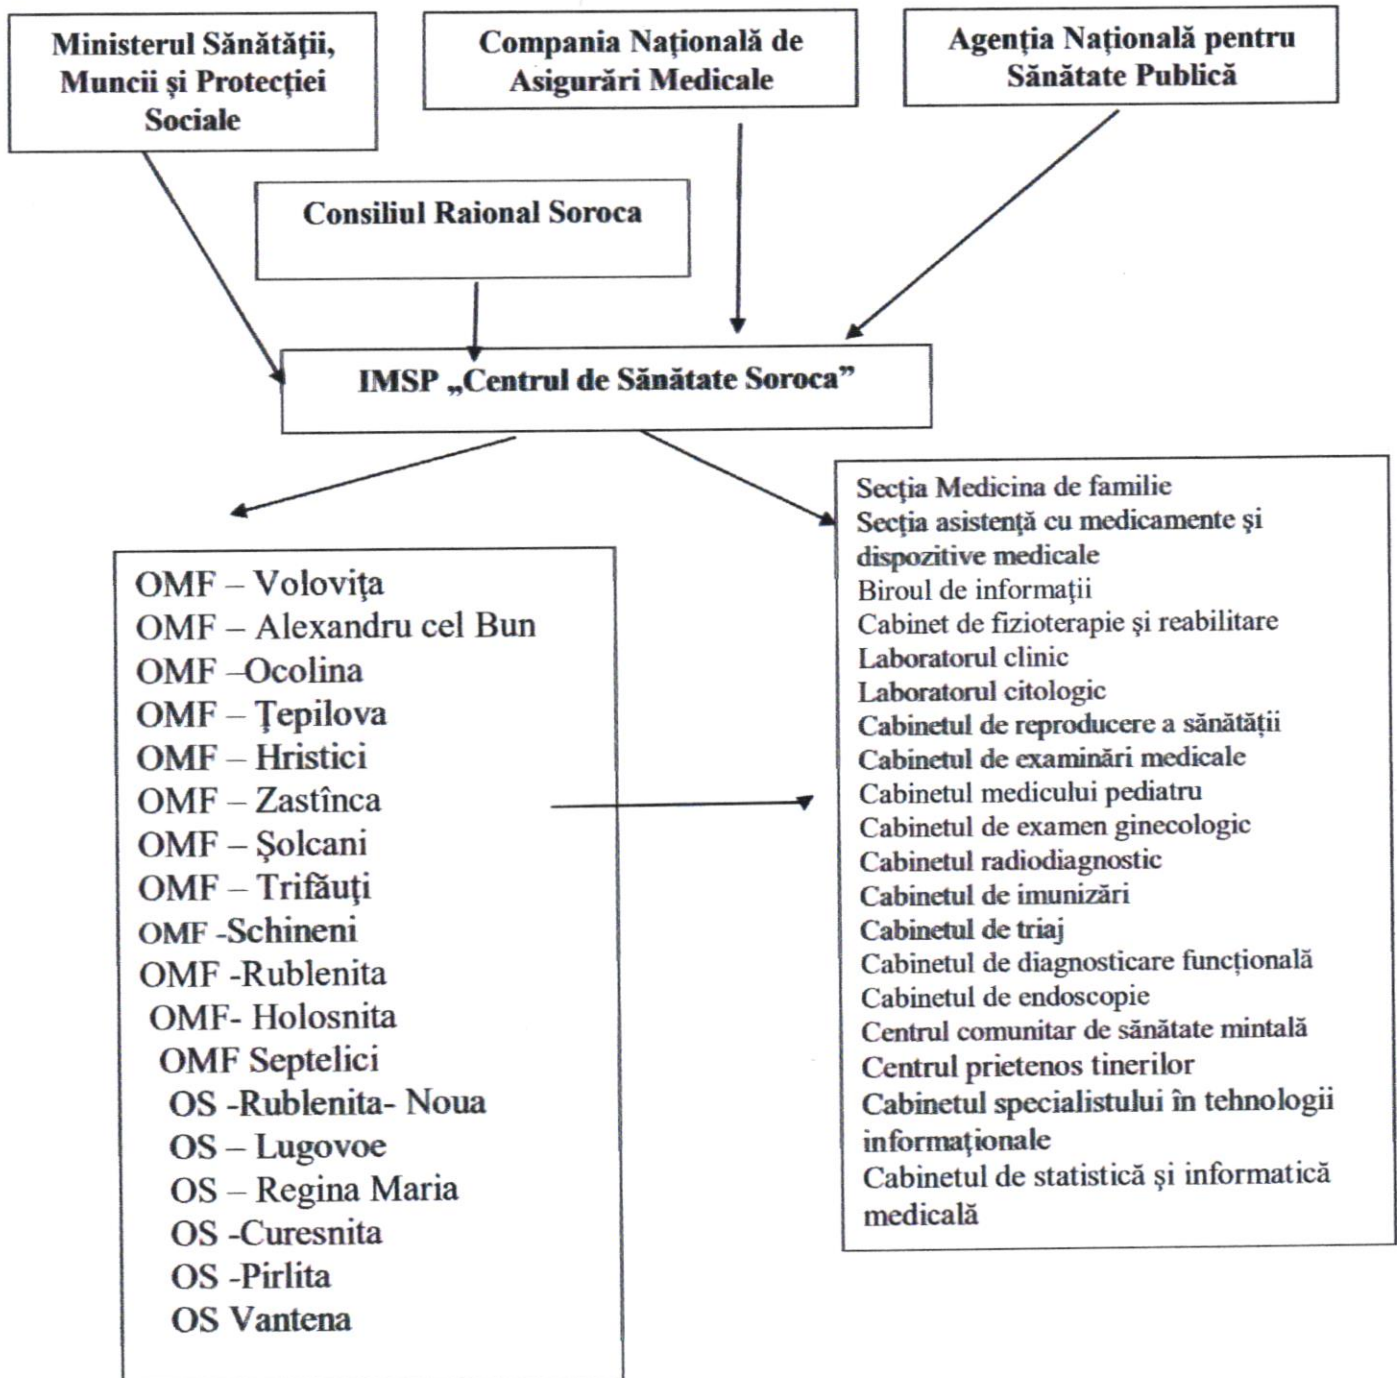 Ministerul Sănătății,
Muncii și Protecției
Sociale
Compania Națională de
Asigurări Medicale
Agenția Națională pentru
Sănătate Publică
Consiliul Raional Soroca
IMSP „Centrul de Sănătate Soroca”
OMF – Volovița
OMF – Alexandru cel Bun
OMF –Ocolina
OMF – Țepilova
OMF – Hristici
OMF – Zastînca
OMF – Şolcani
OMF – Trifăuți
OMF -Schineni
OMF -Rublenita
OMF- Holosnita
OMF Septelici
OS -Rublenita- Noua
OS – Lugovoe
OS – Regina Maria
OS -Curesnita
OS -Pirlita
OS Vantena
Secția Medicina de familie
Secția asistență cu medicamente și
dispozitive medicale
Biroul de informații
Cabinet de fizioterapie și reabilitare
Laboratorul clinic
Laboratorul citologic
Cabinetul de reproducere a sănătății
Cabinetul de examinări medicale
Cabinetul medicului pediatru
Cabinetul de examen ginecologic
Cabinetul radiodiagnostic
Cabinetul de imunizări
Cabinetul de triaj
Cabinetul de diagnosticare funcțională
Cabinetul de endoscopie
Centrul comunitar de sănătate mintală
Centrul prietenos tinerilor
Cabinetul specialistului în tehnologii
informaționale
Cabinetul de statistică și informatică
medicală